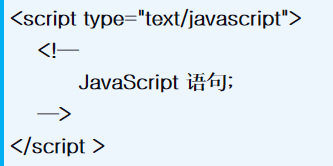 <script type="text/javascript">
<!—
JavaScript 语句;
—>
</script >